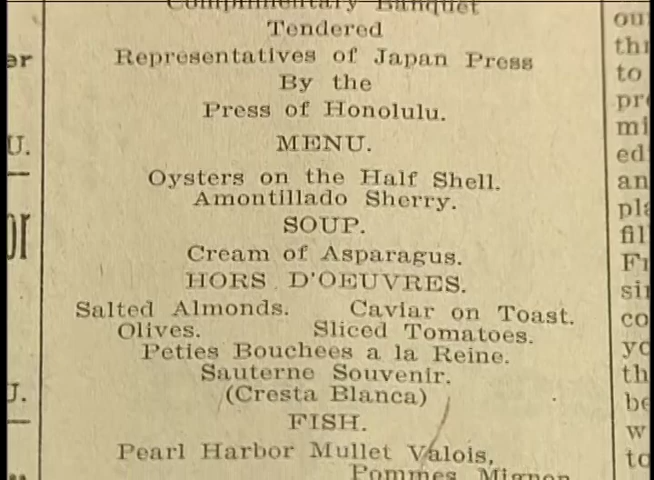 Complimentary Banquet
Tendered
Representatives of Japan Press
By the
Press of Honolulu.
MENU.
Oysters on the Half Shell.
Amontillado Sherry.
SOUP.
Cream of Asparagus.
HORS D'OEUVRES.
Salted Almonds. Caviar on Toast.
Olives. Sliced Tomatoes.
Peties Bouchees a la Reine.
Sauterne Souvenir.
(Cresta Blanca)
FISH.
Pearl Harbor Mullet Valois,
Pommes Mignon